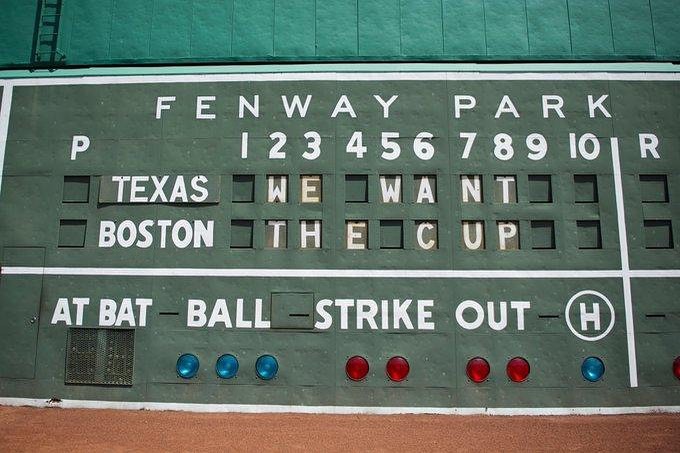 FENWAY PARK
P 1 2 3 4 5 6 7 8 9 10 R
TEXAS WE WANT
BOSTON THE CUP
AT BAT BALL STRIKE OUT H